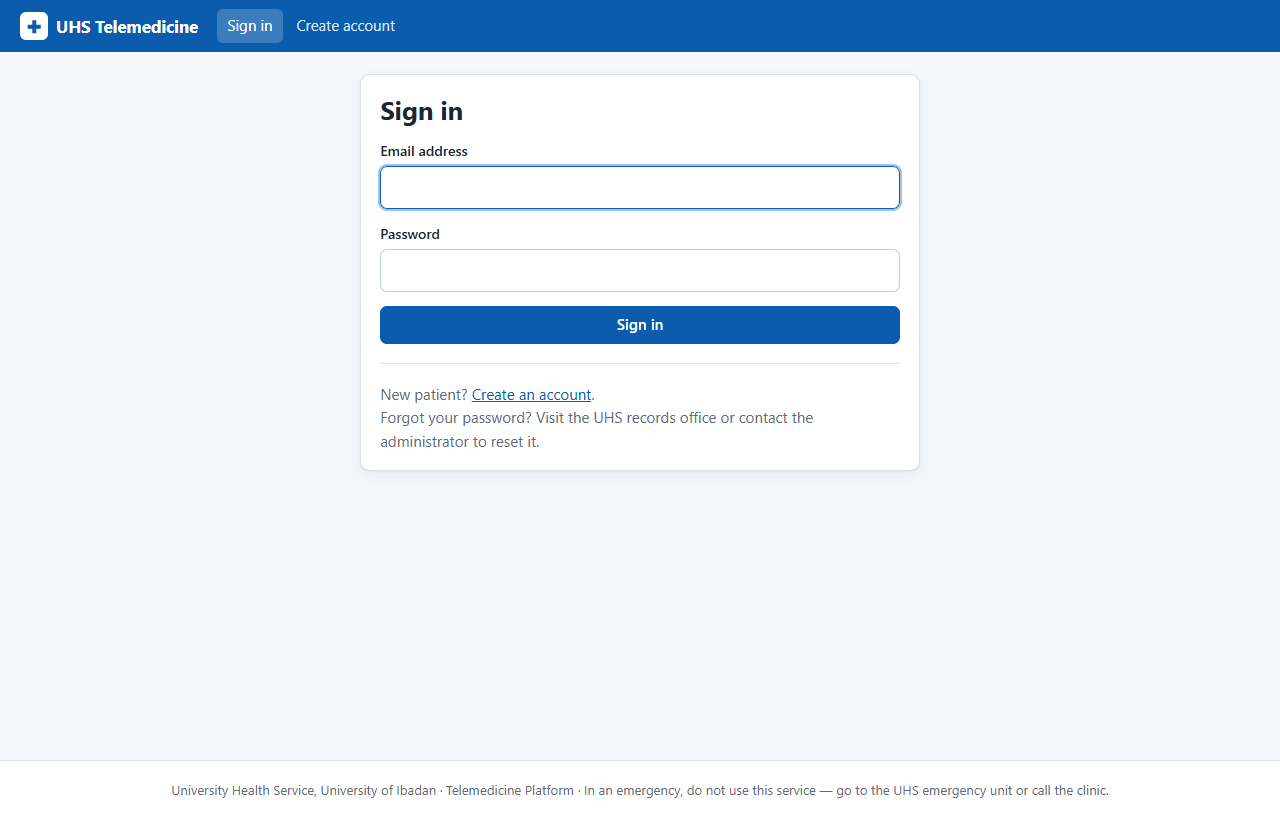 UHS Telemedicine
Sign in
Create account
Sign in
Email address
Password
Sign in
New patient? Create an account.
Forgot your password? Visit the UHS records office or contact the
administrator to reset it.
University Health Service, University of Ibadan · Telemedicine Platform · In an emergency, do not use this service — go to the UHS emergency unit or call the clinic.